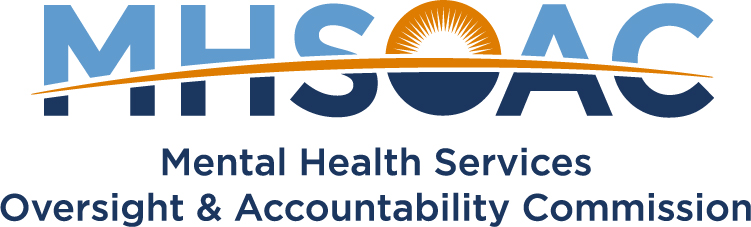 MHSOAC
Mental Health Services
Oversight & Accountability Commission